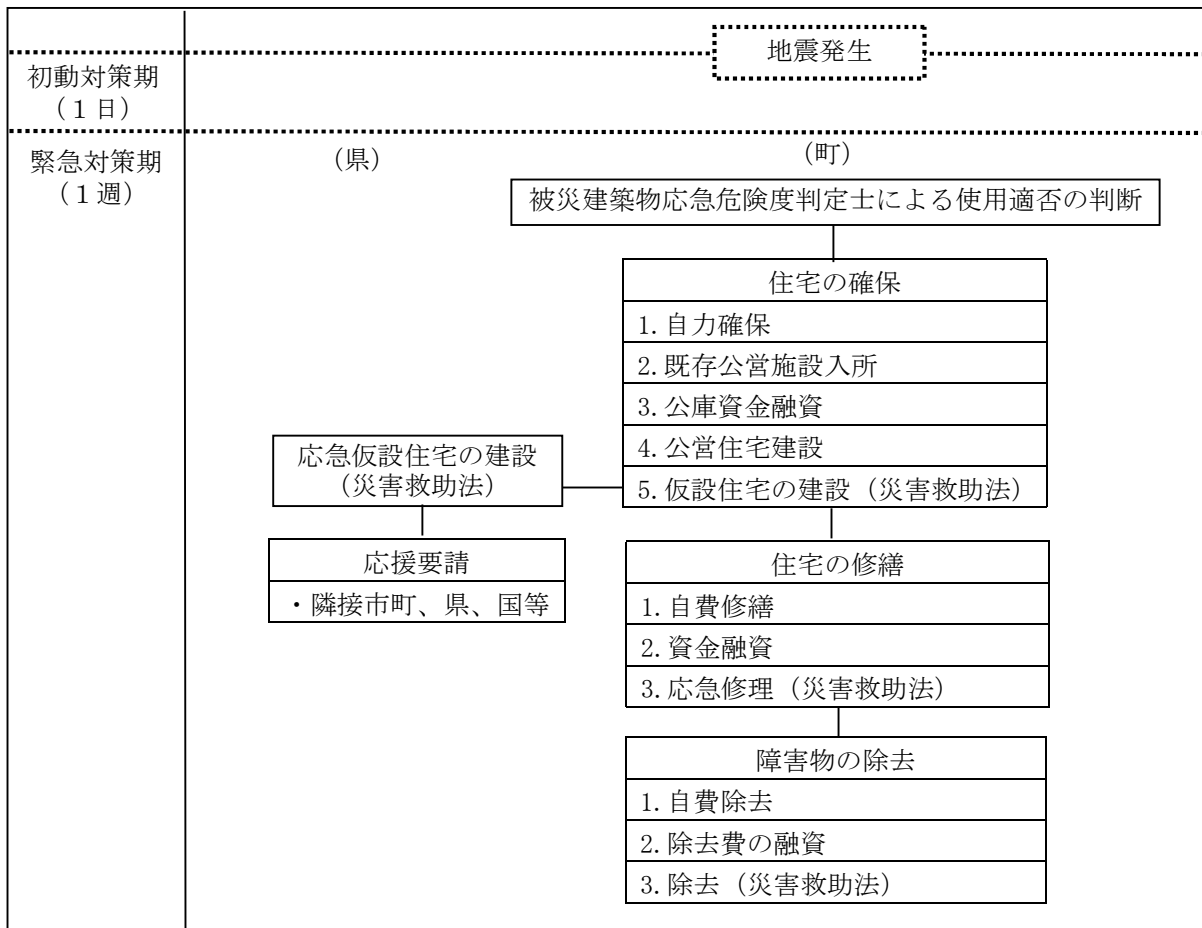 地震発生
初動対策期
（１日）
緊急対策期
（１週）
（県）
（町）
被災建築物応急危険度判定士による使用適否の判断
住宅の確保
1.自力確保
2.既存公営施設入所
3.公庫資金融資
4.公営住宅建設
5.仮設住宅の建設（災害救助法）
応急仮設住宅の建設
（災害救助法）
応援要請
・隣接市町、県、国等
住宅の修繕
1.自費修繕
2.資金融資
3.応急修理（災害救助法）
障害物の除去
1.自費除去
2.除去費の融資
3.除去（災害救助法）